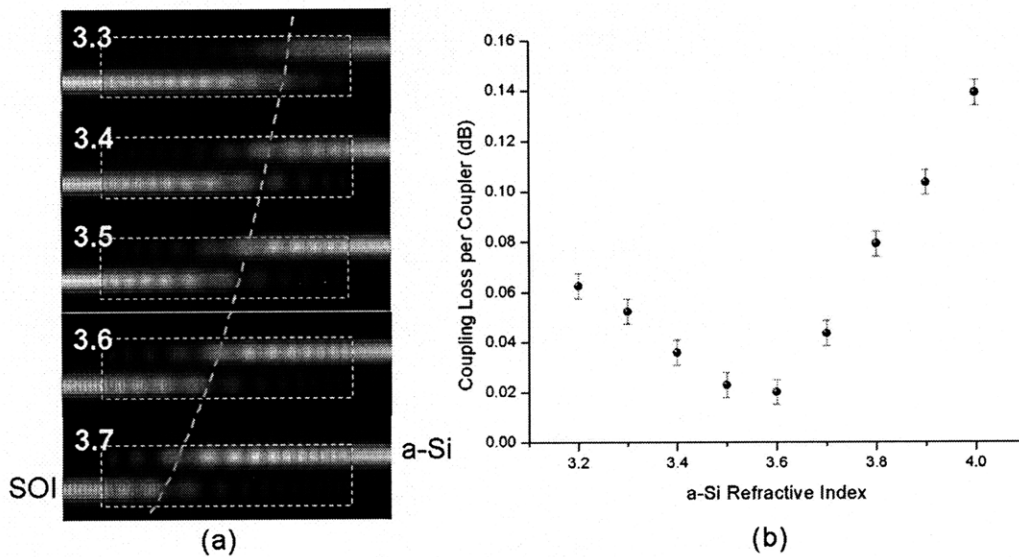 3.3
3.4
3.5
3.6
3.7
SOI
a-Si
(a)
Coupling Loss per Coupler (dB)
0.16
0.14
0.12
0.10
0.08
0.06
0.04
0.02
0.00
3.2 3.4 3.6 3.8 4.0
a-Si Refractive Index
(b)